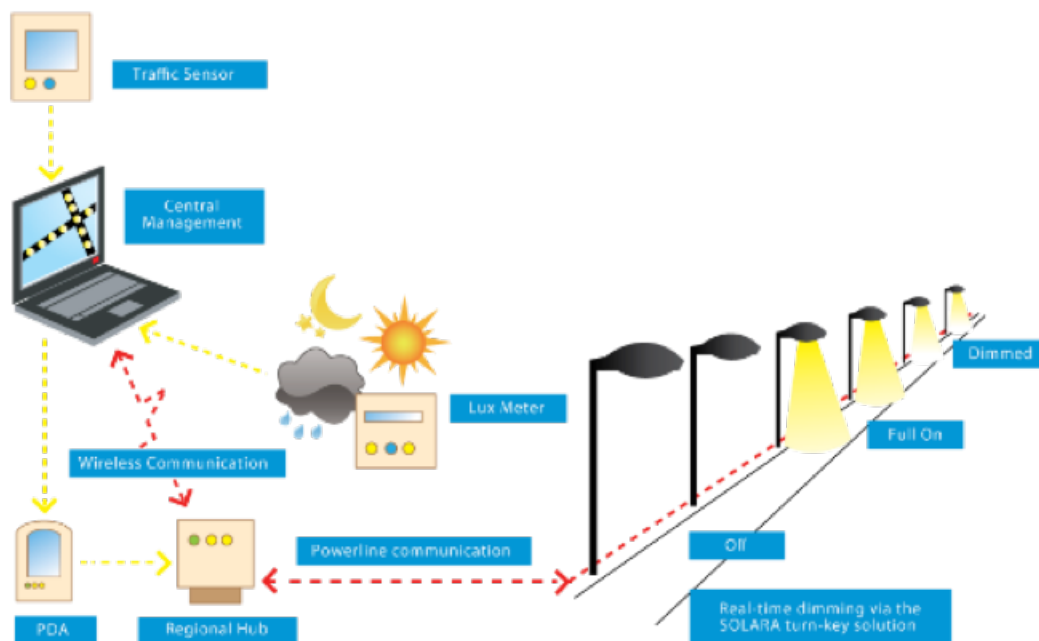 Traffic Sensor
Central
Management
Lux Meter
Dimmed
Full On
Wireless Communication
Powerline communication
Off
PDA
Regional Hub
Real-time dimming via the
SOLARA turn-key solution